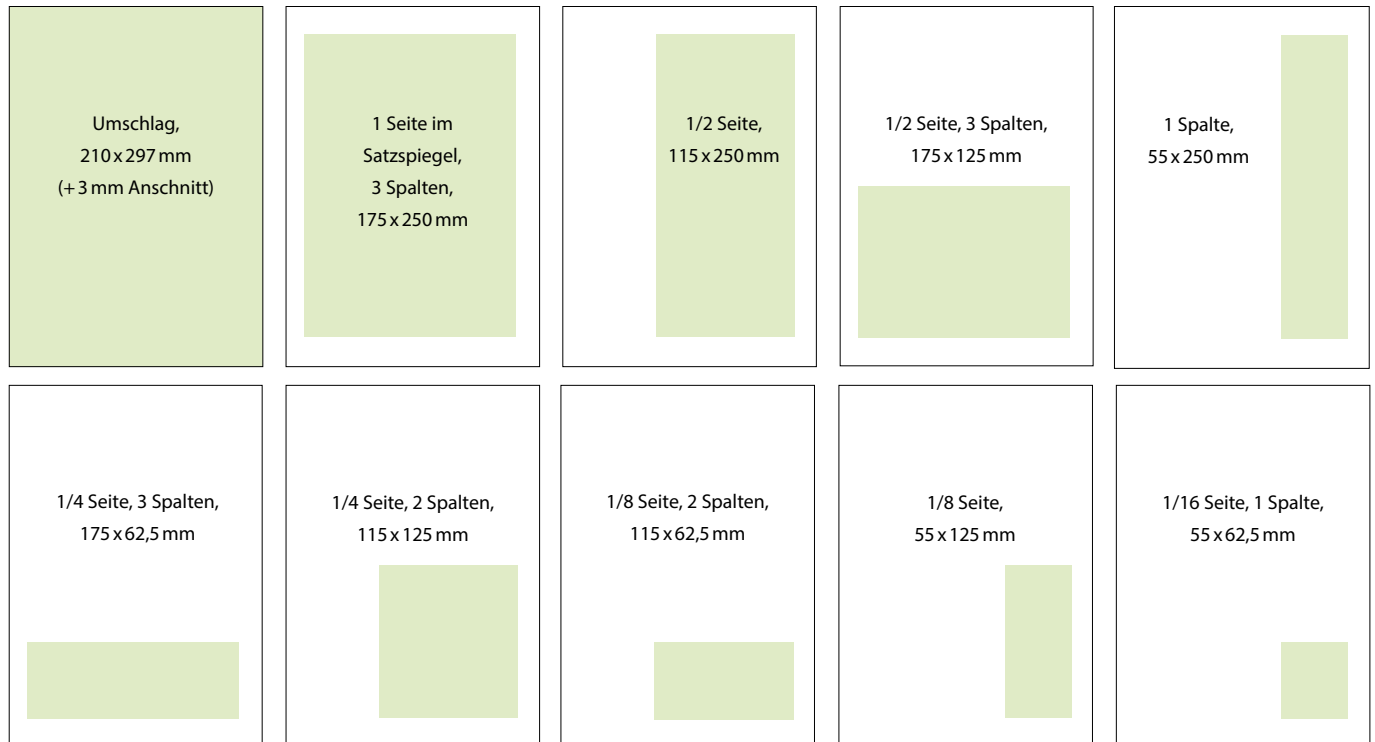 Umschlag,
210 x 297 mm
(+ 3 mm Anschnitt)
1 Seite im
Satzspiegel,
3 Spalten,
175 x 250 mm
1/2 Seite,
115 x 250 mm
1/2 Seite, 3 Spalten,
175 x 125 mm
1 Spalte,
55 x 250 mm
1/4 Seite, 3 Spalten,
175 x 62,5 mm
1/4 Seite, 2 Spalten,
115 x 125 mm
1/8 Seite, 2 Spalten,
115 x 62,5 mm
1/8 Seite,
55 x 125 mm
1/16 Seite, 1 Spalte,
55 x 62,5 mm